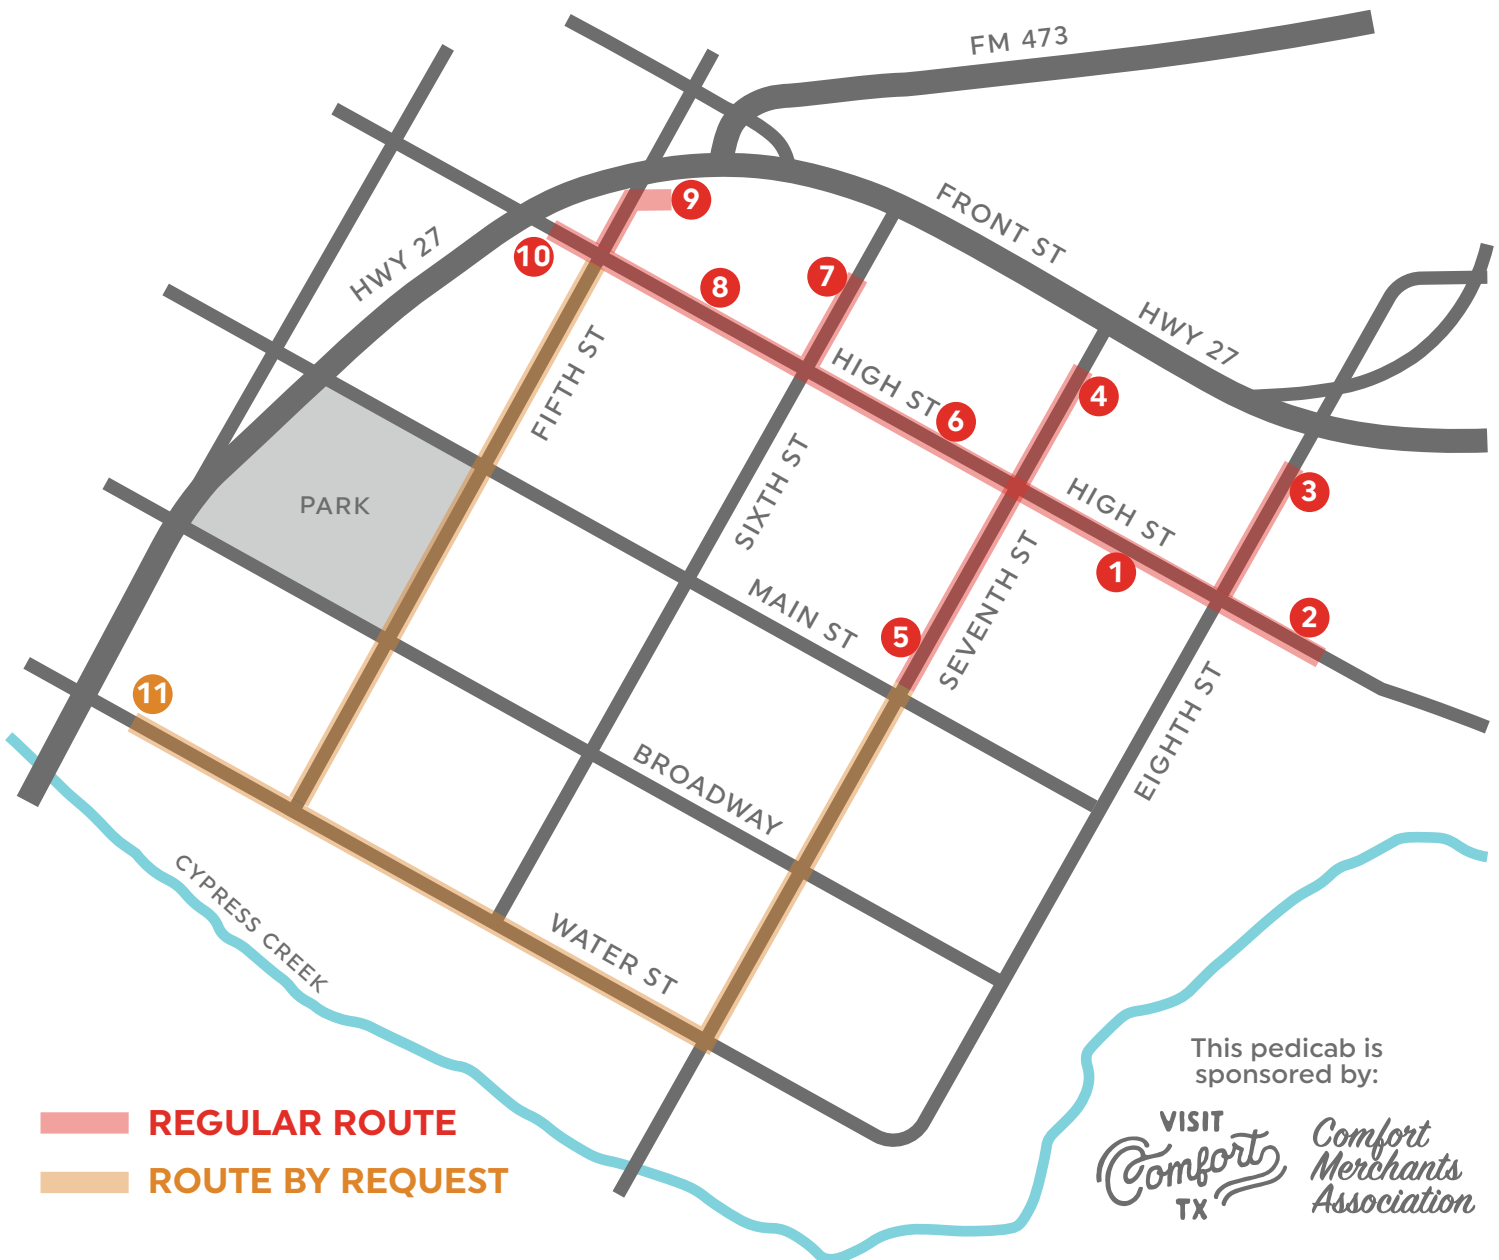 FM 473
FRONT ST
HWY 27
HWY 27
9
10
8
7
HIGH ST
6
4
FIFTH ST
SIXTH ST
HIGH ST
3
PARK
1
SEVENTH ST
2
MAIN ST
5
EIGHTH ST
11
BROADWAY
CYPRESS CREEK
WATER ST
REGULAR ROUTE
ROUTE BY REQUEST
This pedicab is
sponsored by:
VISIT
Comfort
TX
Comfort
Merchants
Association